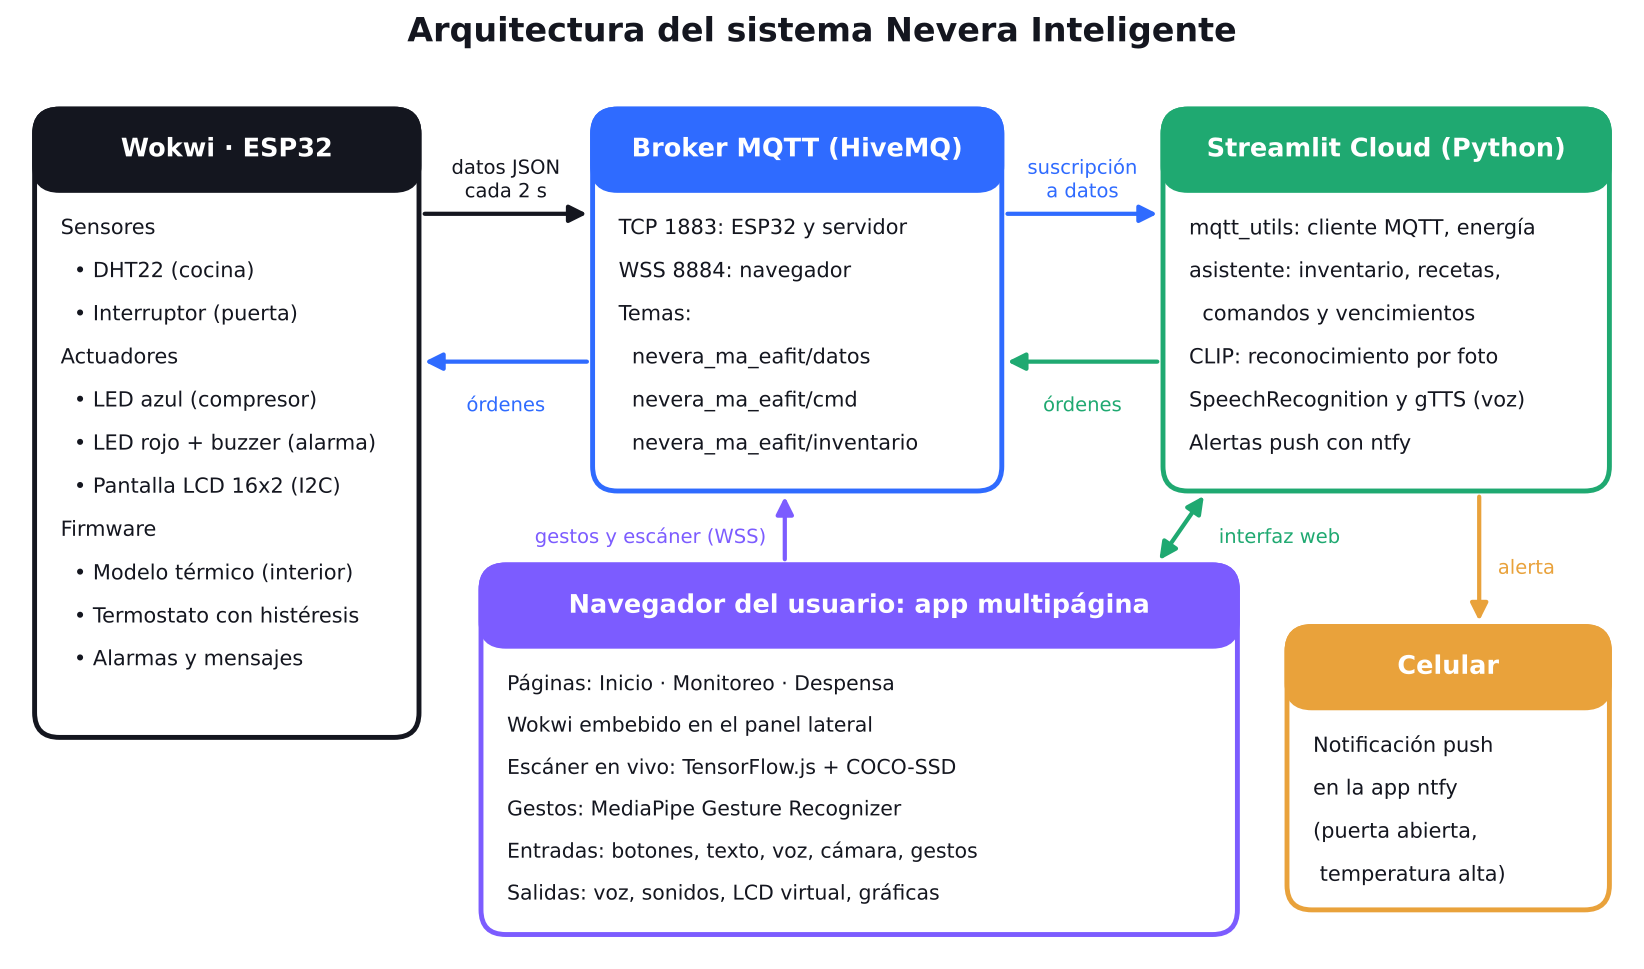 Arquitectura del sistema Nevera Inteligente
Wokwi · ESP32
Sensores
• DHT22 (cocina)
• Interruptor (puerta)
Actuadores
• LED azul (compresor)
• LED rojo + buzzer (alarma)
• Pantalla LCD 16x2 (I2C)
Firmware
• Modelo térmico (interior)
• Termostato con histéresis
• Alarmas y mensajes
datos JSON
cada 2 s
órdenes
Broker MQTT (HiveMQ)
TCP 1883: ESP32 y servidor
WSS 8884: navegador
Temas:
nevera_ma_eafit/datos
nevera_ma_eafit/cmd
nevera_ma_eafit/inventario
suscripción
a datos
órdenes
Streamlit Cloud (Python)
mqtt_utils: cliente MQTT, energía
asistente: inventario, recetas,
comandos y vencimientos
CLIP: reconocimiento por foto
SpeechRecognition y gTTS (voz)
Alertas push con ntfy
gestos y escáner (WSS)
interfaz web
alerta
Navegador del usuario: app multipágina
Páginas: Inicio · Monitoreo · Despensa
Wokwi embebido en el panel lateral
Escáner en vivo: TensorFlow.js + COCO-SSD
Gestos: MediaPipe Gesture Recognizer
Entradas: botones, texto, voz, cámara, gestos
Salidas: voz, sonidos, LCD virtual, gráficas
Celular
Notificación push
en la app ntfy
(puerta abierta,
temperatura alta)